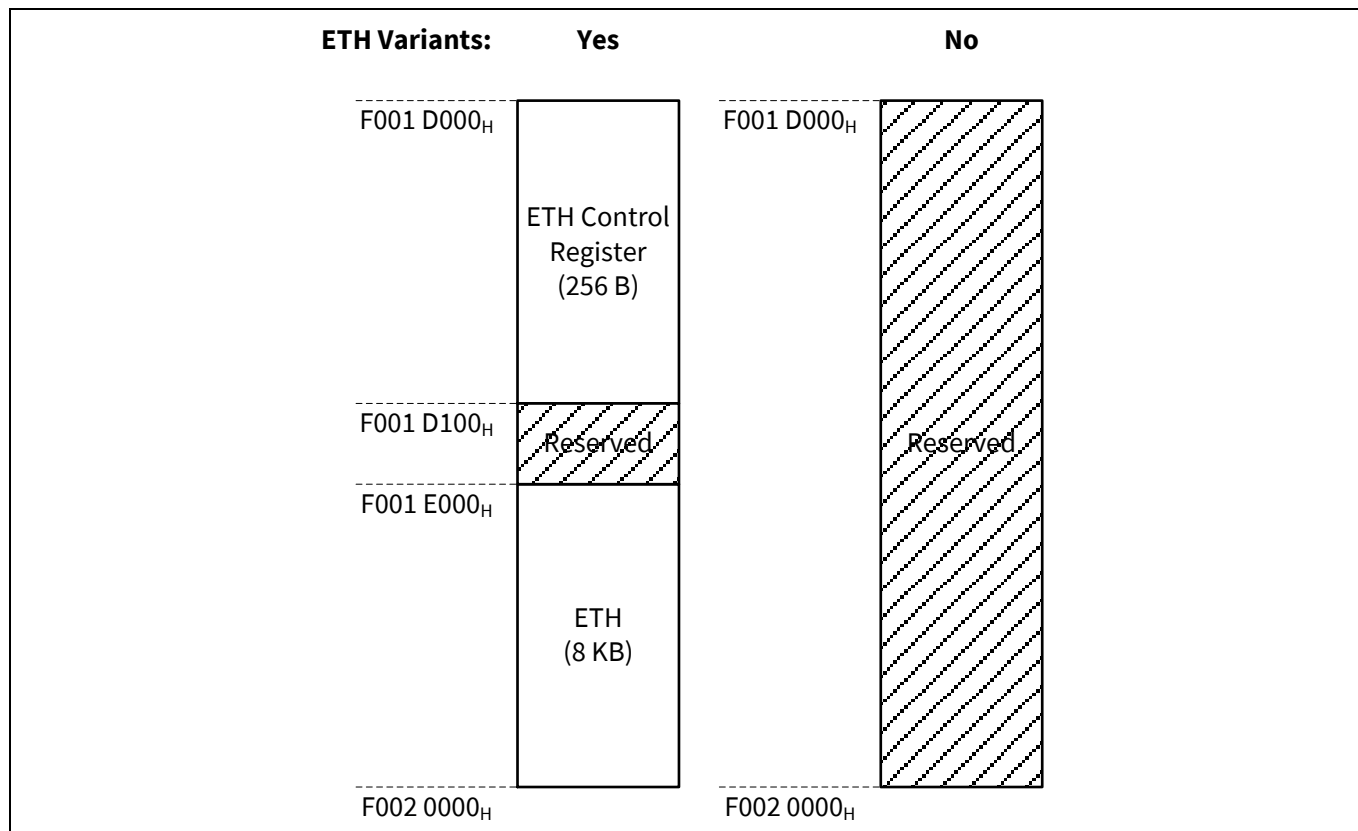 ETH Variants: Yes No
F001 D000H F001 D000H
ETH Control
Register
(256 B)
F001 D100H
Reserved Reserved
F001 E000H
ETH
(8 KB)
F002 0000H F002 0000H